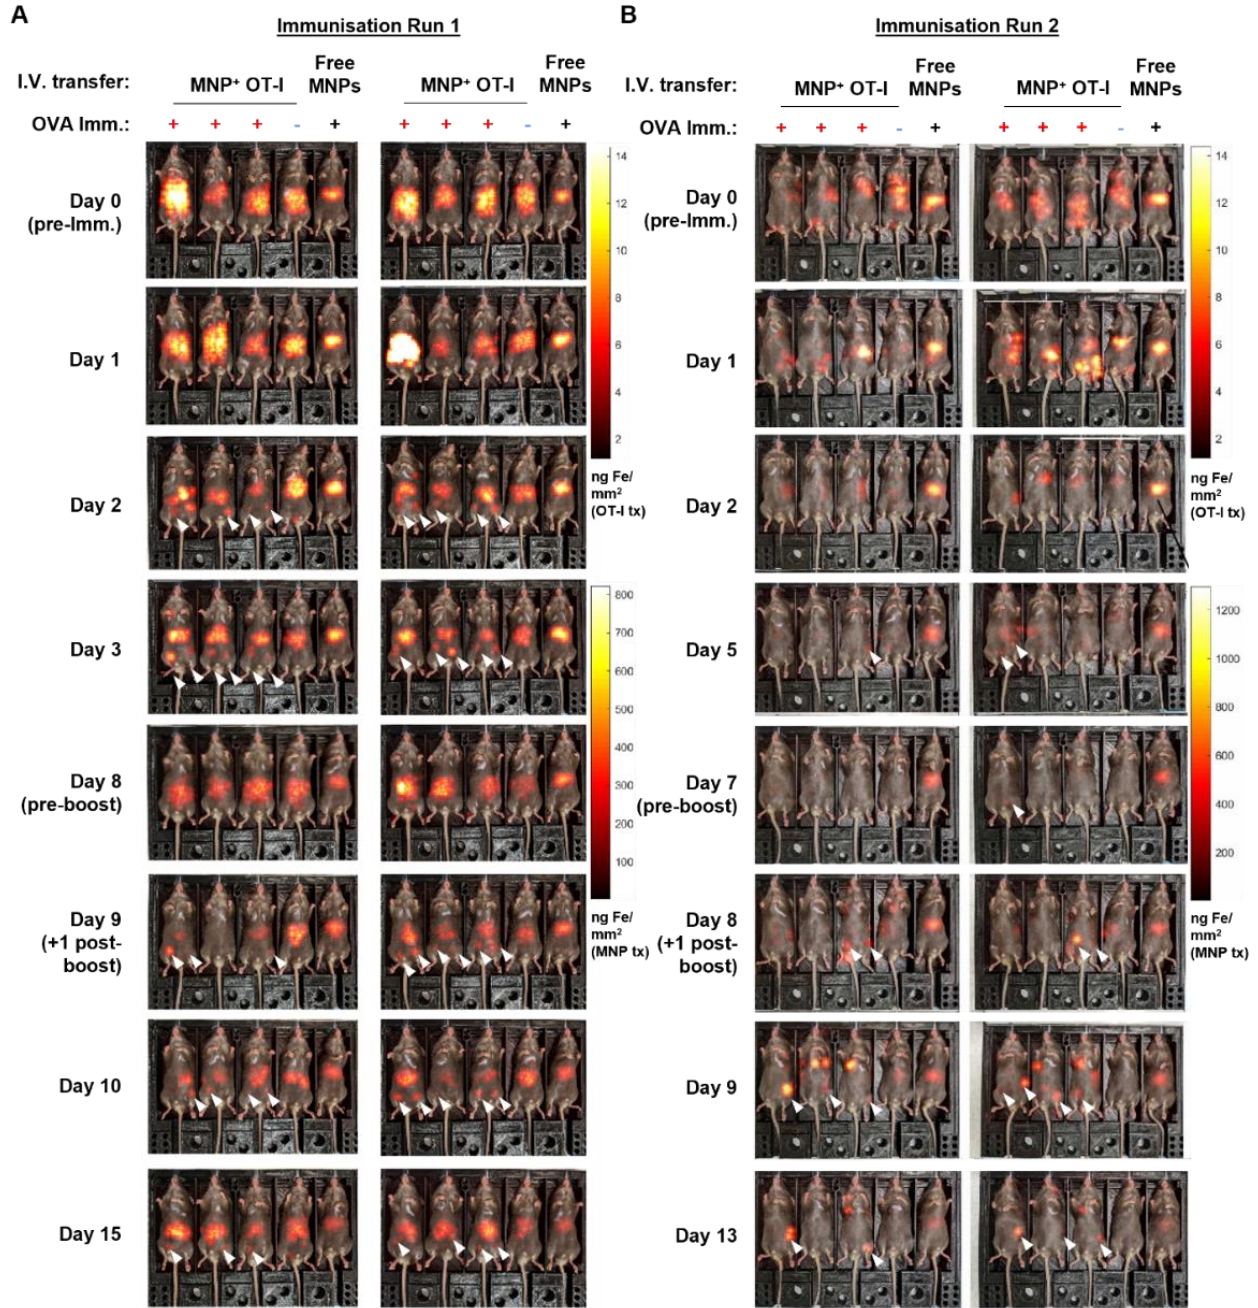 A
Immunisation Run 1
I.V. transfer:
MNP+ OT-I
Free
MNPs
MNP+ OT-I
Free
MNPs
OVA Imm.:
+ + + - +
+ + + - +
Day 0
(pre-Imm.)
Day 1
Day 2
Day 3
Day 8
(pre-boost)
Day 9
(+1 post-
boost)
Day 10
Day 15
14
12
10
8
6
4
2
ng Fe/
mm²
(OT-I tx)
800
700
600
500
400
300
200
100
ng Fe/
mm²
(MNP tx)
B
Immunisation Run 2
I.V. transfer:
MNP+ OT-I
Free
MNPs
MNP+ OT-I
Free
MNPs
OVA Imm.:
+ + + - +
+ + + - +
Day 0
(pre-Imm.)
Day 1
Day 2
Day 5
Day 7
(pre-boost)
Day 8
(+1 post-
boost)
Day 9
Day 13
14
12
10
8
6
4
2
ng Fe/
mm²
(OT-I tx)
1200
1000
800
600
400
200
ng Fe/
mm²
(MNP tx)